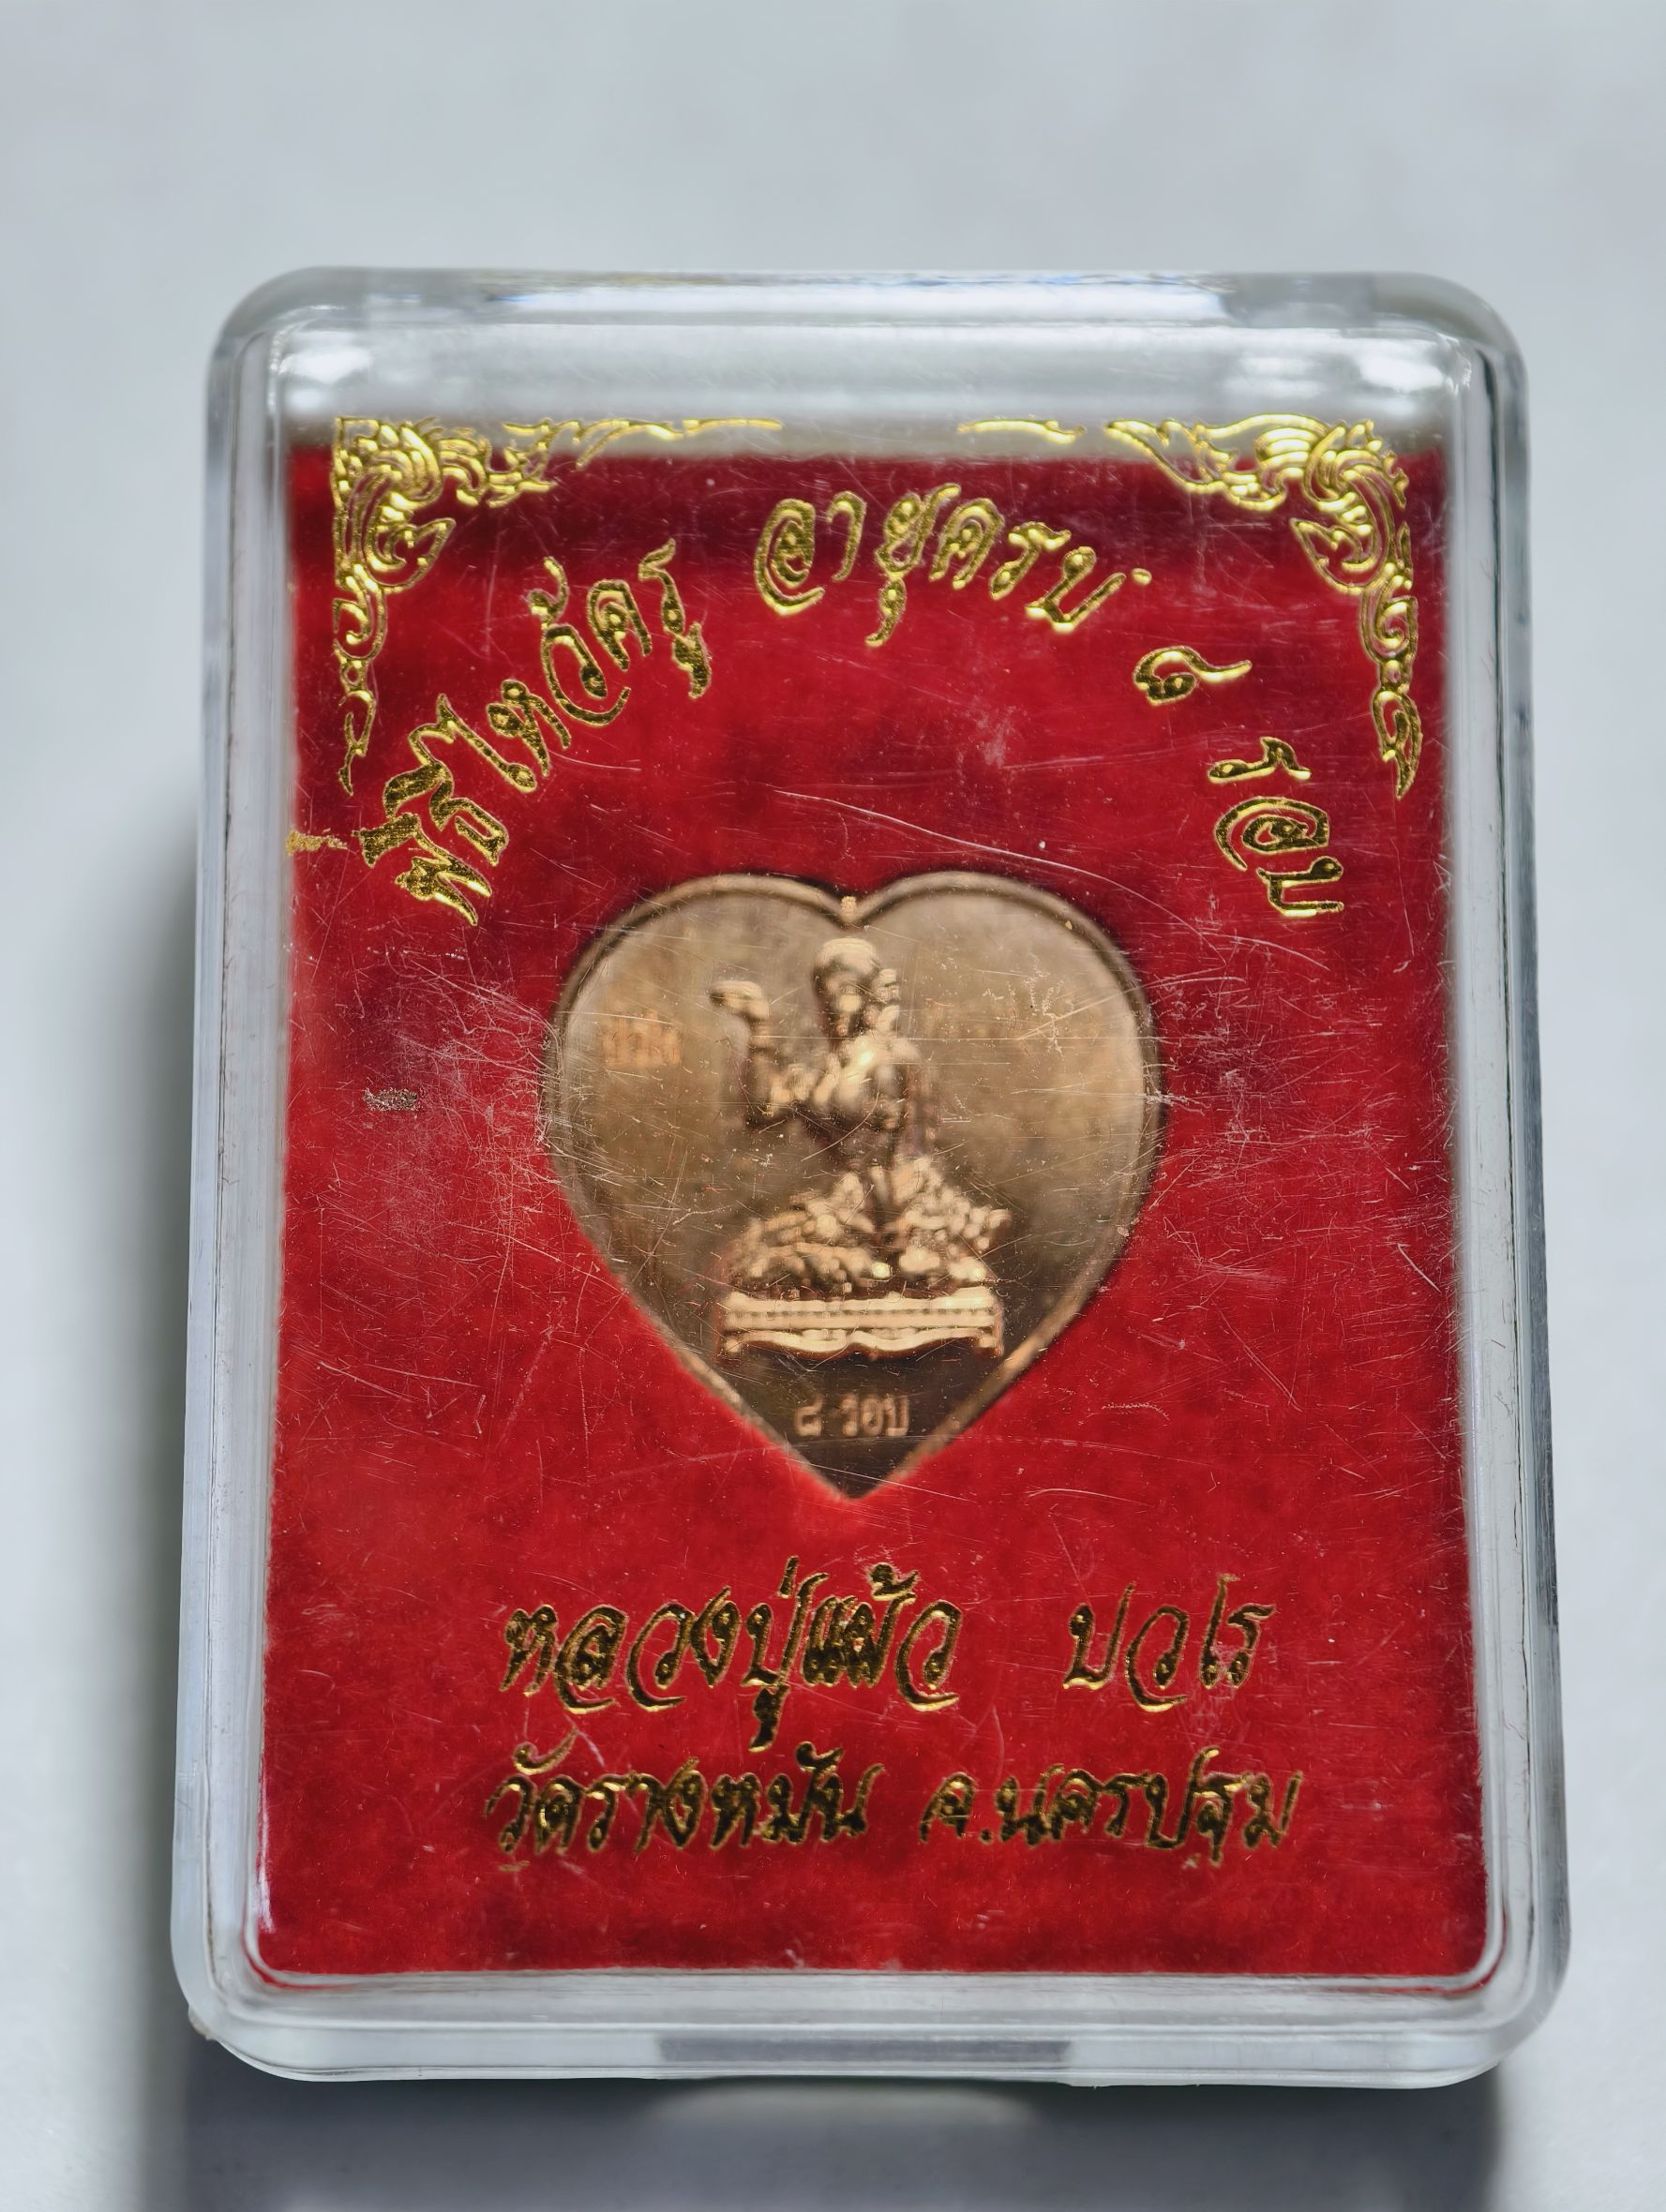 พิธีไหว้ครู อายุครบ ๘ รอบ
๘ รอบ
หลวงปู่แผ้ว ปวโร
วัดรางหมัน จ.นครปฐม